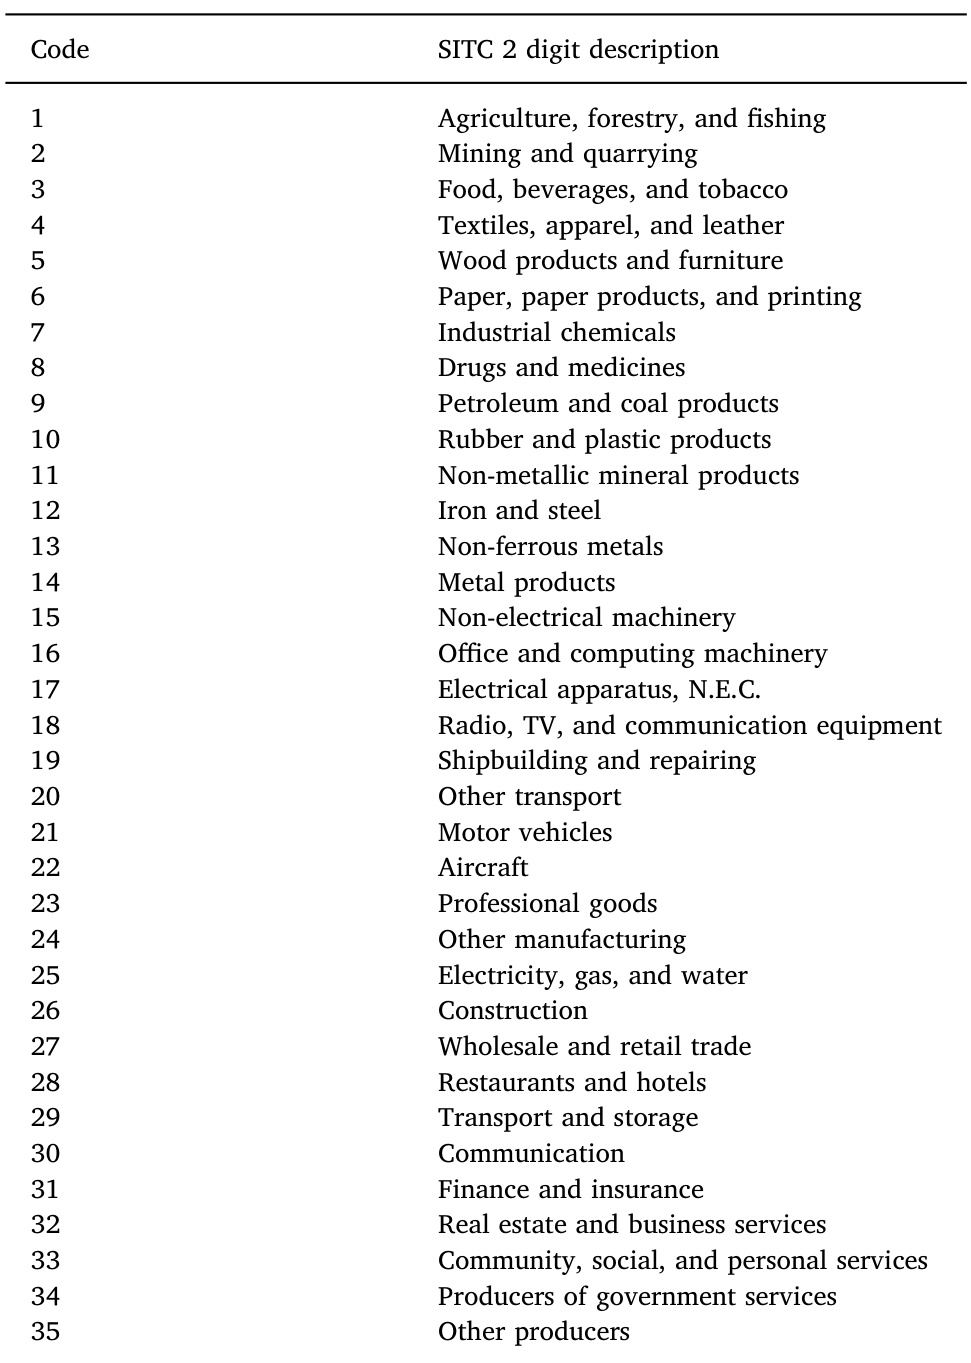 Code SITC 2 digit description
1 Agriculture, forestry, and fishing
2 Mining and quarrying
3 Food, beverages, and tobacco
4 Textiles, apparel, and leather
5 Wood products and furniture
6 Paper, paper products, and printing
7 Industrial chemicals
8 Drugs and medicines
9 Petroleum and coal products
10 Rubber and plastic products
11 Non-metallic mineral products
12 Iron and steel
13 Non-ferrous metals
14 Metal products
15 Non-electrical machinery
16 Office and computing machinery
17 Electrical apparatus, N.E.C.
18 Radio, TV, and communication equipment
19 Shipbuilding and repairing
20 Other transport
21 Motor vehicles
22 Aircraft
23 Professional goods
24 Other manufacturing
25 Electricity, gas, and water
26 Construction
27 Wholesale and retail trade
28 Restaurants and hotels
29 Transport and storage
30 Communication
31 Finance and insurance
32 Real estate and business services
33 Community, social, and personal services
34 Producers of government services
35 Other producers